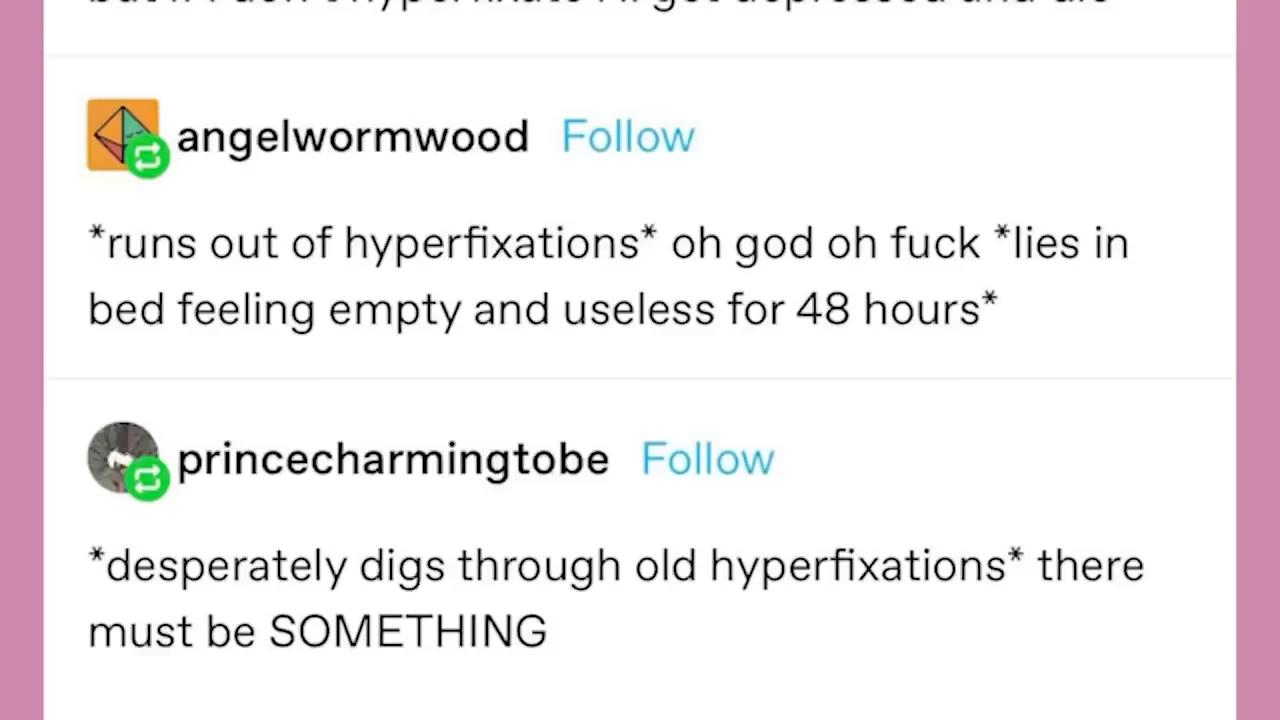 angelwormwood Follow
*runs out of hyperfixations* oh god oh fuck *lies in
bed feeling empty and useless for 48 hours*
princecharmingtobe Follow
*desperately digs through old hyperfixations* there
must be SOMETHING